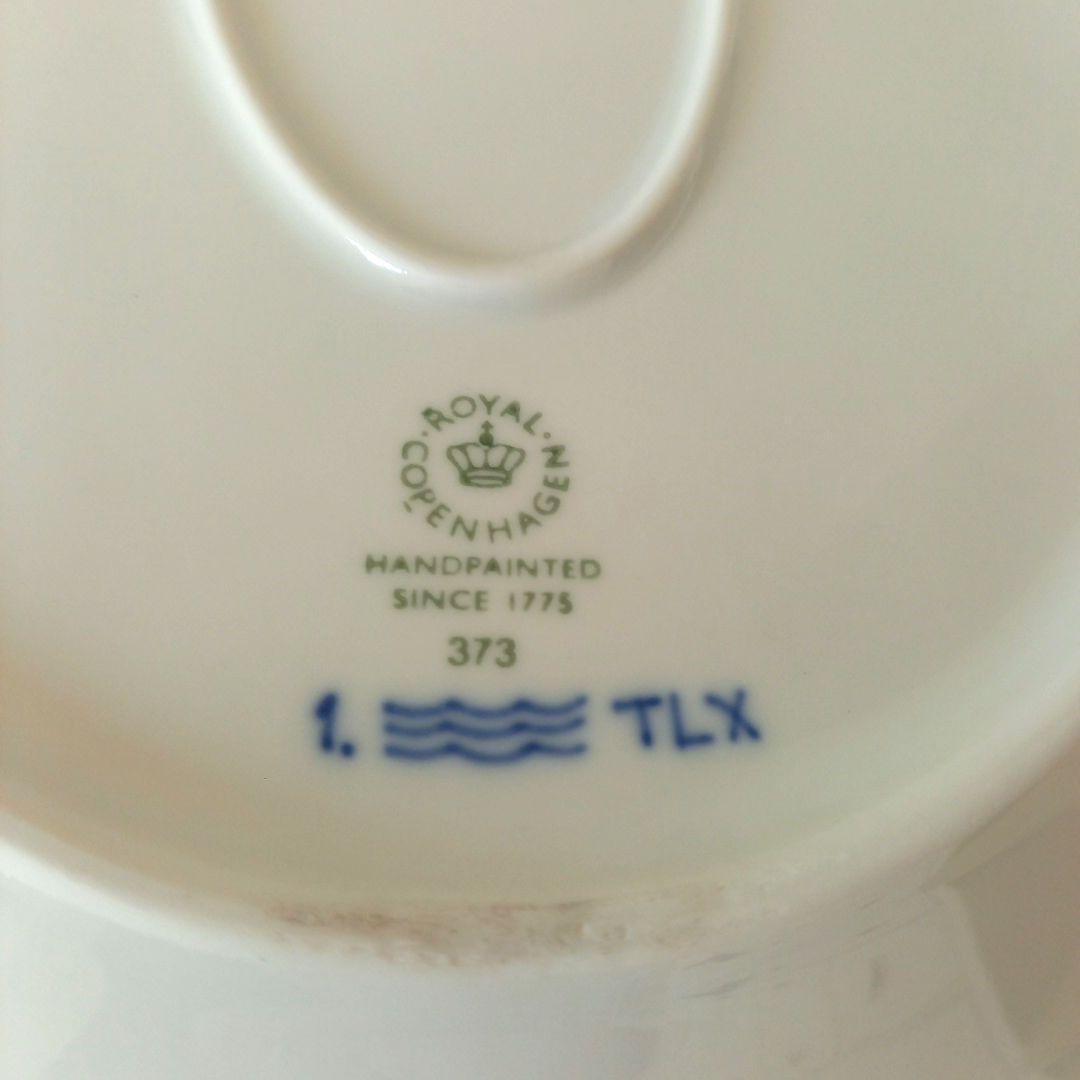 ROYAL
COPENHAGEN
HANDPAINTED
SINCE 1775
373
1. TLX